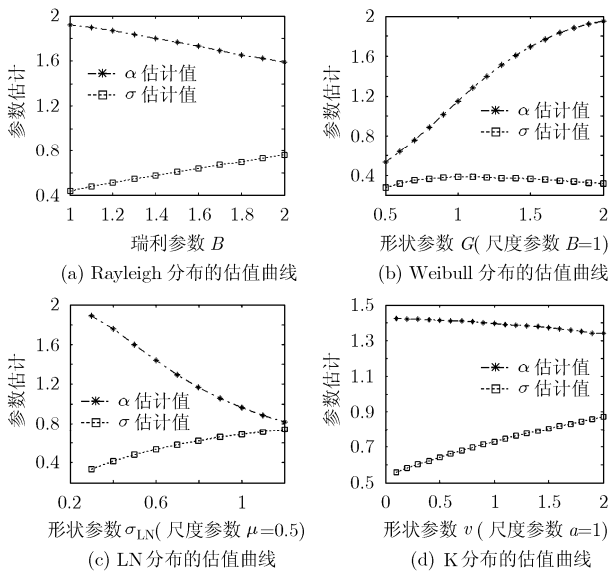 2
1.6
1.2
0.8
0.4
参数估计
α 估计值
σ 估计值
1 1.2 1.4 1.6 1.8 2
瑞利参数 B
(a) Rayleigh 分布的估值曲线
2
1.6
1.2
0.8
0.4
参数估计
α 估计值
σ 估计值
0.5 1 1.5 2
形状参数 G( 尺度参数 B=1)
(b) Weibull 分布的估值曲线
2
1.6
1.2
0.8
0.4
参数估计
α 估计值
σ 估计值
0.2 0.6 1
形状参数 σLN( 尺度参数 μ=0.5)
(c) LN 分布的估值曲线
1.5
1.3
1.1
0.9
0.7
0.5
参数估计
α 估计值
σ 估计值
0 0.5 1 1.5 2
形状参数 v ( 尺度参数 a=1)
(d) K 分布的估值曲线